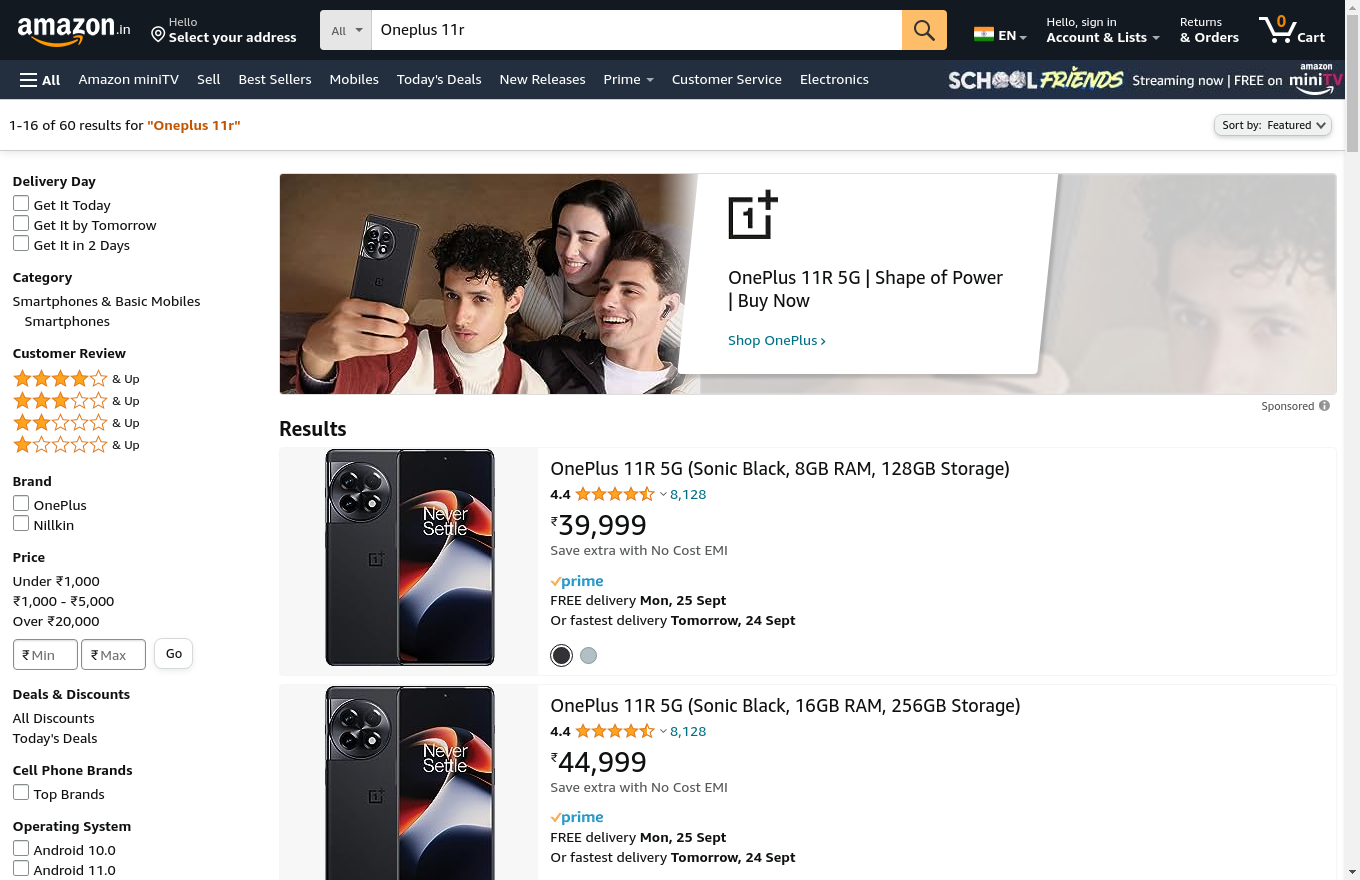 amazon.in
Hello
Select your address
All
Oneplus 11r
EN
Hello, sign in
Account & Lists
Returns
& Orders
0
Cart
All
Amazon miniTV
Sell
Best Sellers
Mobiles
Today's Deals
New Releases
Prime
Customer Service
Electronics
SCHOOL FRIENDS
Streaming now | FREE on
amazon
miniTV
1-16 of 60 results for "Oneplus 11r"
Sort by: Featured
Delivery Day
Get It Today
Get It by Tomorrow
Get It in 2 Days
Category
Smartphones & Basic Mobiles
Smartphones
Customer Review
& Up
& Up
& Up
& Up
Brand
OnePlus
Nillkin
Price
Under ₹1,000
₹1,000 - ₹5,000
Over ₹20,000
₹ Min
₹ Max
Go
Deals & Discounts
All Discounts
Today's Deals
Cell Phone Brands
Top Brands
Operating System
Android 10.0
Android 11.0
1+
OnePlus 11R 5G | Shape of Power
| Buy Now
Shop OnePlus ›
Sponsored
Results
Never
Settle
1+
OnePlus 11R 5G (Sonic Black, 8GB RAM, 128GB Storage)
4.4
8,128
₹39,999
Save extra with No Cost EMI
prime
FREE delivery Mon, 25 Sept
Or fastest delivery Tomorrow, 24 Sept
Never
Settle
1+
OnePlus 11R 5G (Sonic Black, 16GB RAM, 256GB Storage)
4.4
8,128
₹44,999
Save extra with No Cost EMI
prime
FREE delivery Mon, 25 Sept
Or fastest delivery Tomorrow, 24 Sept